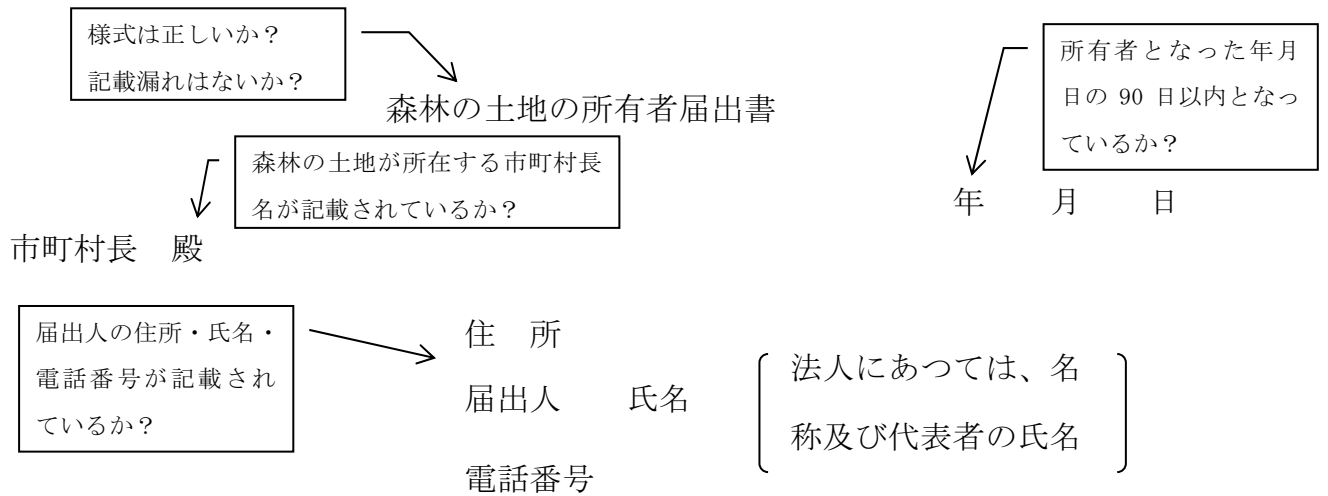 様式は正しいか？
記載漏れはないか？
所有者となった年月
日の 90 日以内となっ
ているか？
森林の土地の所有者届出書
森林の土地が所在する市町村長
名が記載されているか？
年　　月　　日
市町村長　殿
届出人の住所・氏名・
電話番号が記載され
ているか？
住　所
届出人　　氏名
法人にあつては、名
称及び代表者の氏名
電話番号